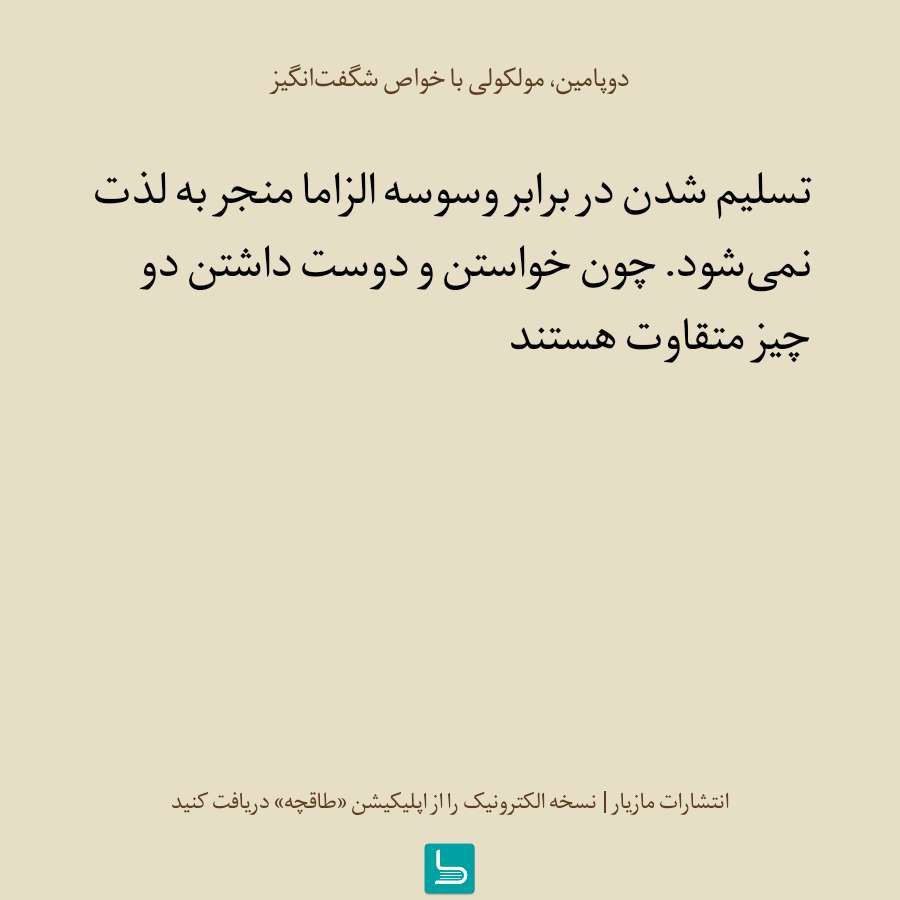 دوپامین، مولکولی با خواص شگفت‌انگیز
تسلیم شدن در برابر وسوسه الزاما منجر به لذت
نمی‌شود. چون خواستن و دوست داشتن دو
چیز متقاوت هستند
انتشارات مازیار | نسخه الکترونیک را از اپلیکیشن «طاقچه» دریافت کنید